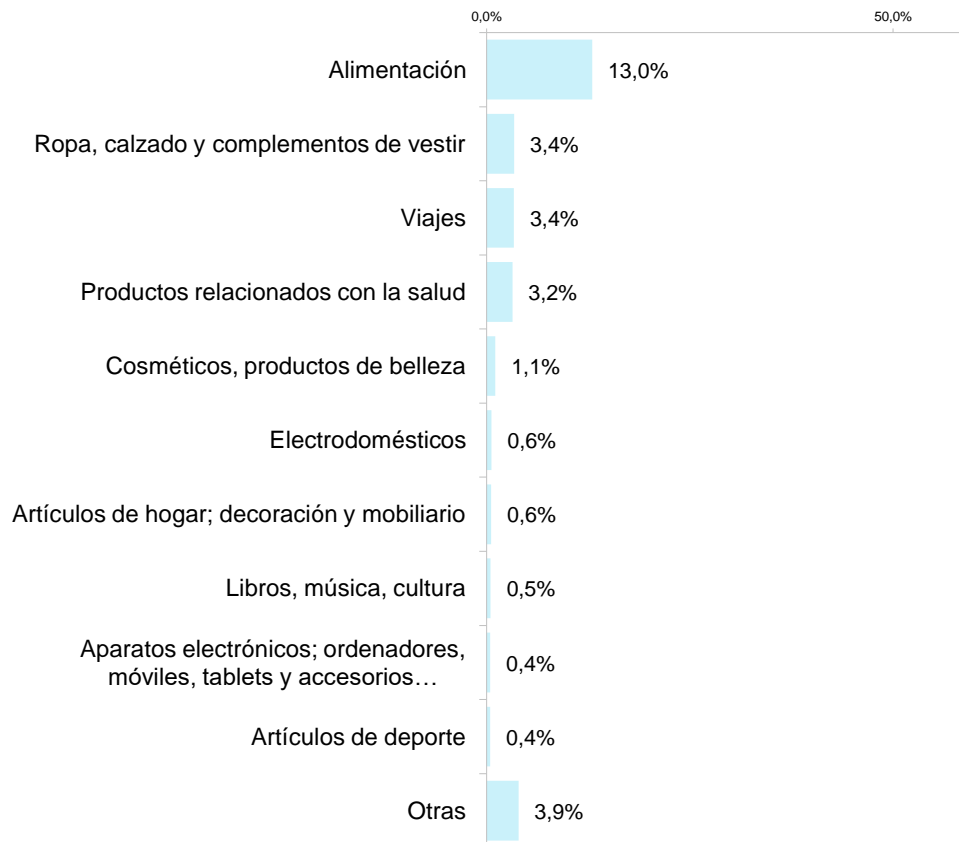 0,0% 50,0%
Alimentación 13,0%
Ropa, calzado y complementos de vestir 3,4%
Viajes 3,4%
Productos relacionados con la salud 3,2%
Cosméticos, productos de belleza 1,1%
Electrodomésticos 0,6%
Artículos de hogar; decoración y mobiliario 0,6%
Libros, música, cultura 0,5%
Aparatos electrónicos; ordenadores,
móviles, tablets y accesorios… 0,4%
Artículos de deporte 0,4%
Otras 3,9%